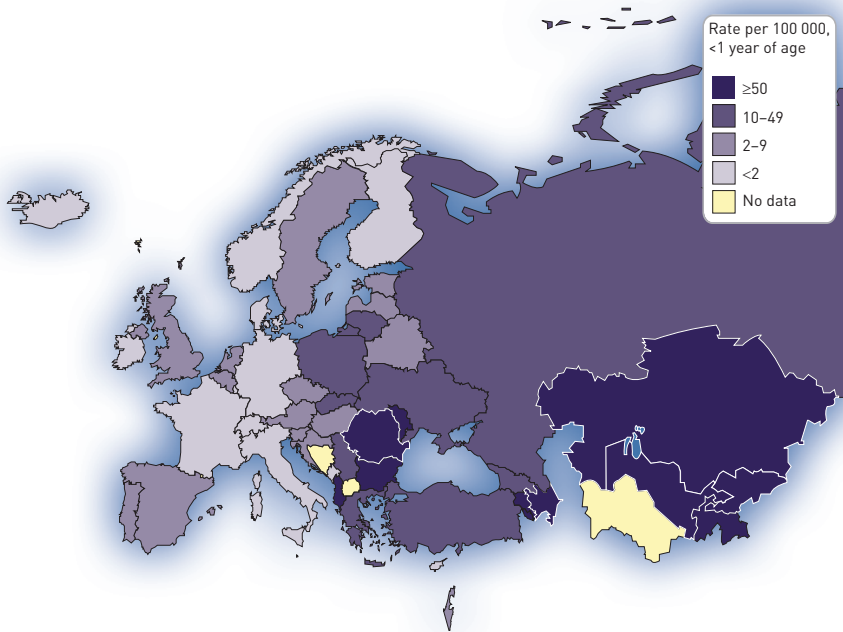 Rate per 100 000,
<1 year of age
≥50
10–49
2–9
<2
No data